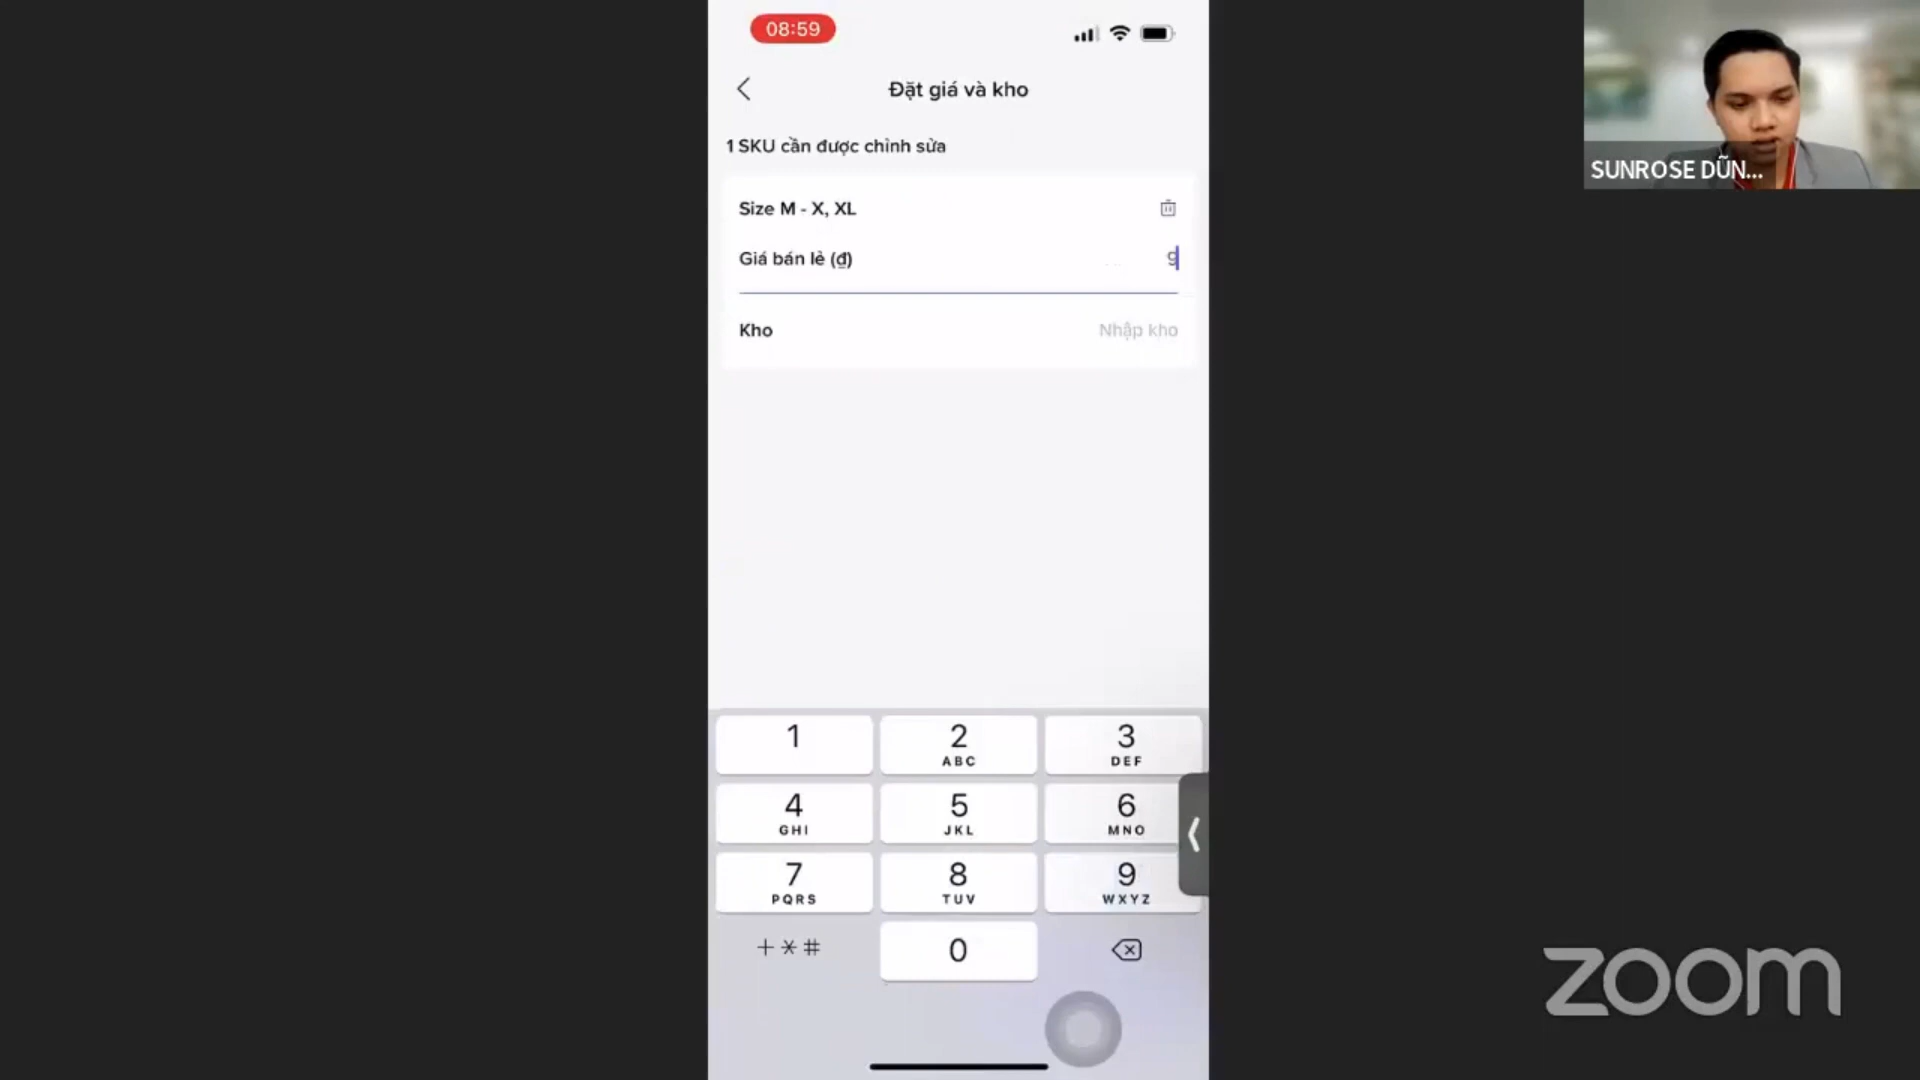 08:59
Đặt giá và kho
1 SKU cần được chỉnh sửa
Size M - X, XL
Giá bán lẻ (₫)
9
Kho
Nhập kho
1
2
ABC
3
DEF
4
GHI
5
JKL
6
MNO
7
PQRS
8
TUV
9
WXYZ
+*#
0
SUNROSE DŨN...
zoom